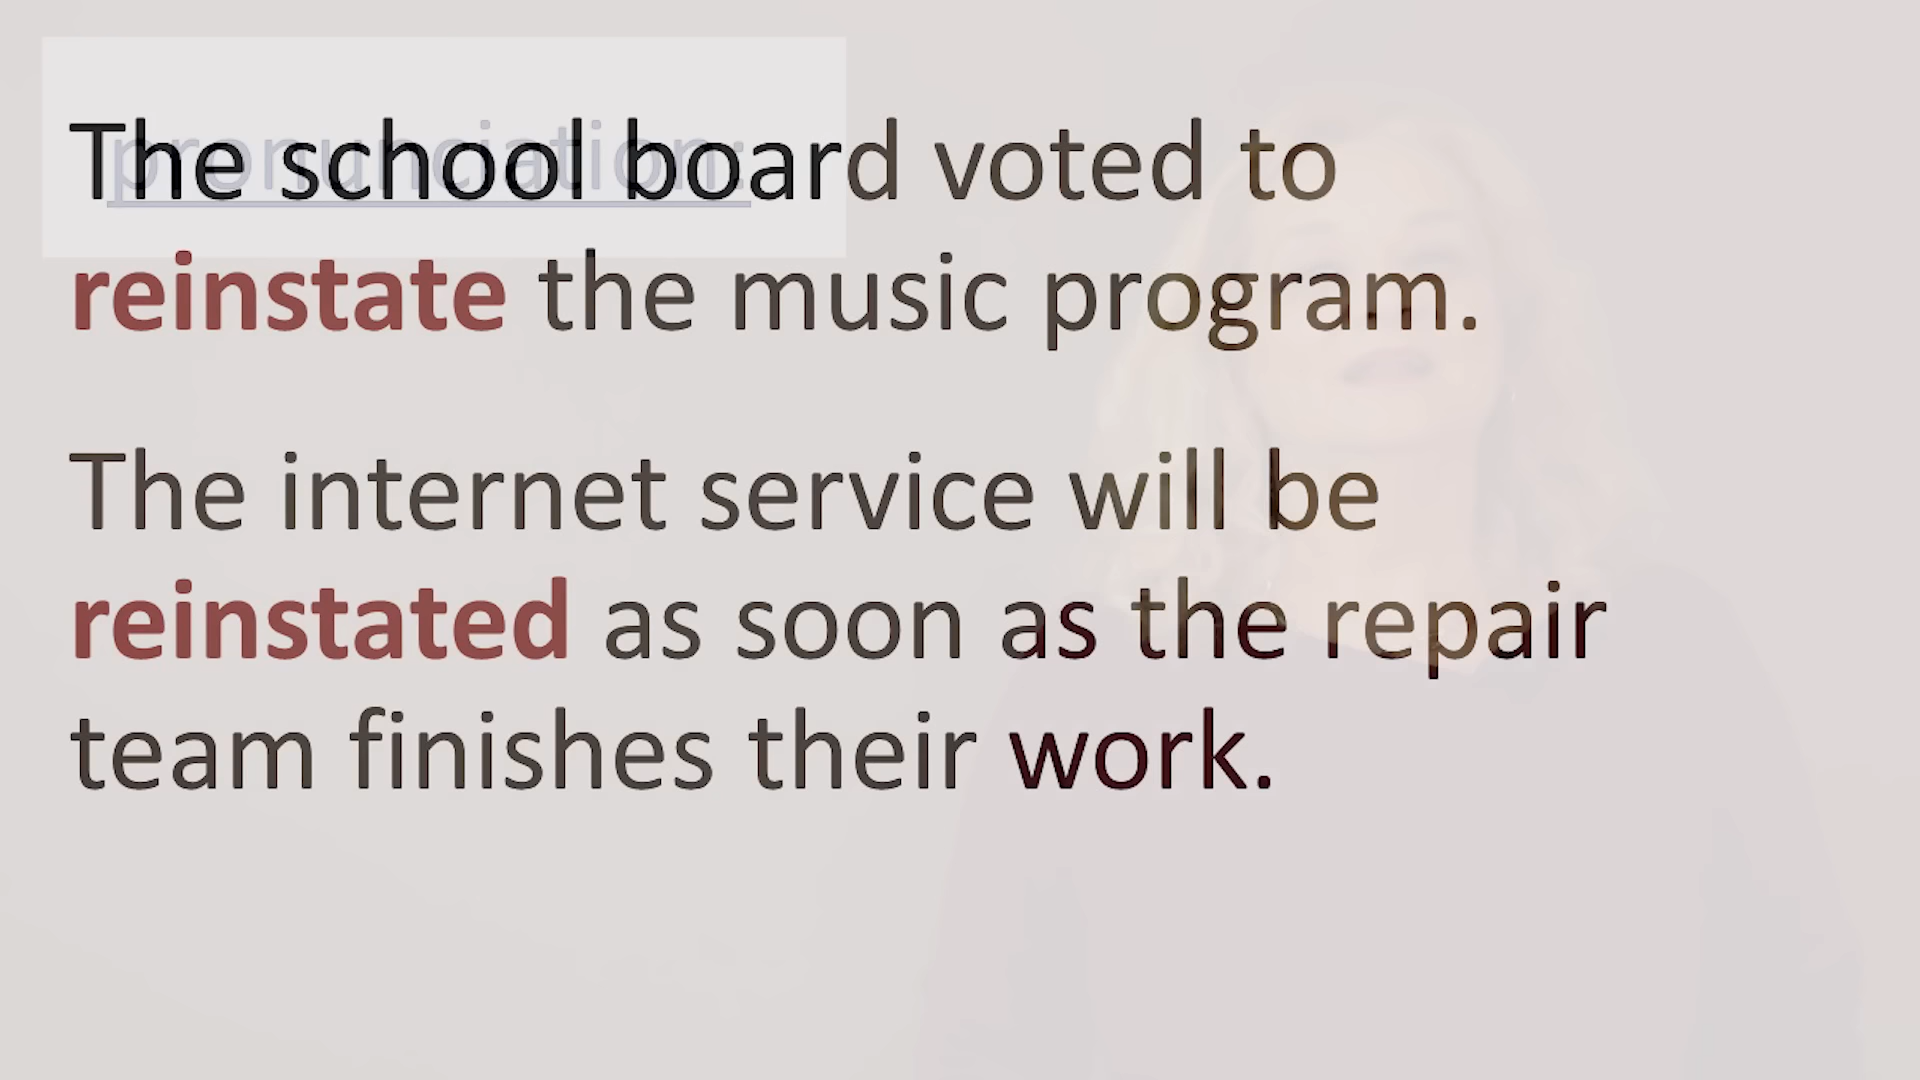 pronunciation:
The school board voted to
reinstate the music program.
The internet service will be
reinstated as soon as the repair
team finishes their work.